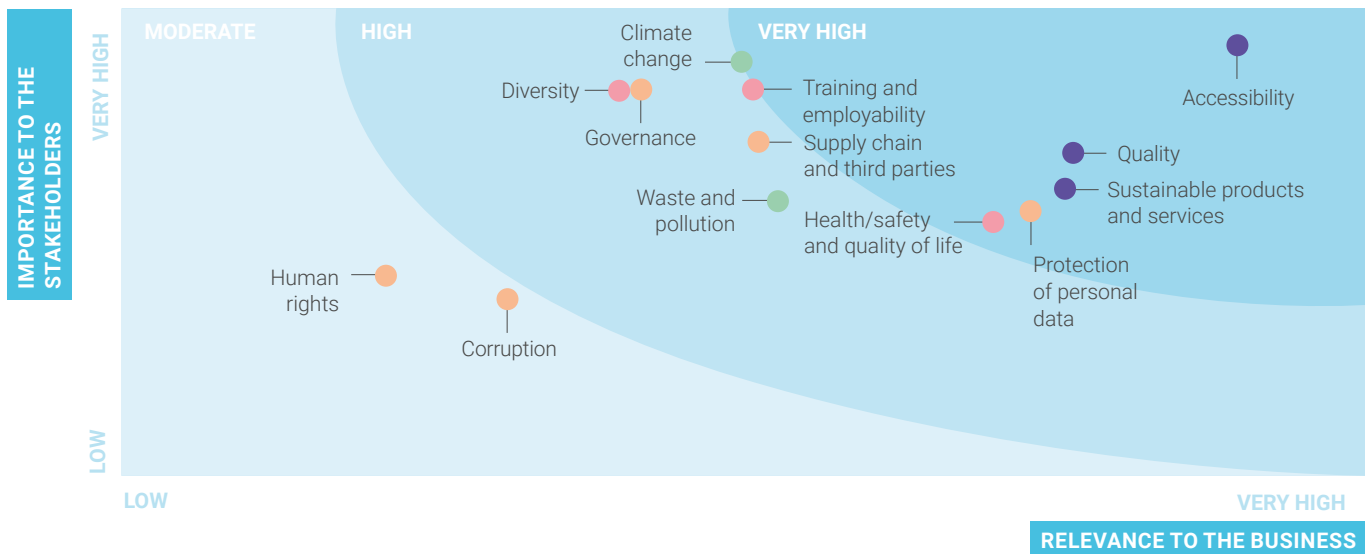 IMPORTANCE TO THE
STAKEHOLDERS
VERY HIGH
LOW
MODERATE
HIGH
VERY HIGH
Climate
change
Diversity
Governance
Training and
employability
Supply chain
and third parties
Waste and
pollution
Accessibility
Quality
Sustainable products
and services
Health/safety
and quality of life
Protection
of personal
data
Human
rights
Corruption
LOW
VERY HIGH
RELEVANCE TO THE BUSINESS